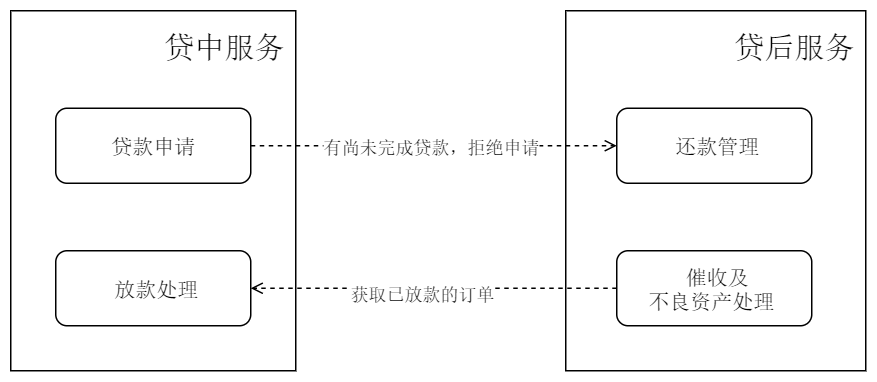 贷中服务
贷后服务
贷款申请
有尚未完成贷款，拒绝申请
还款管理
放款处理
获取已放款的订单
催收及
不良资产处理